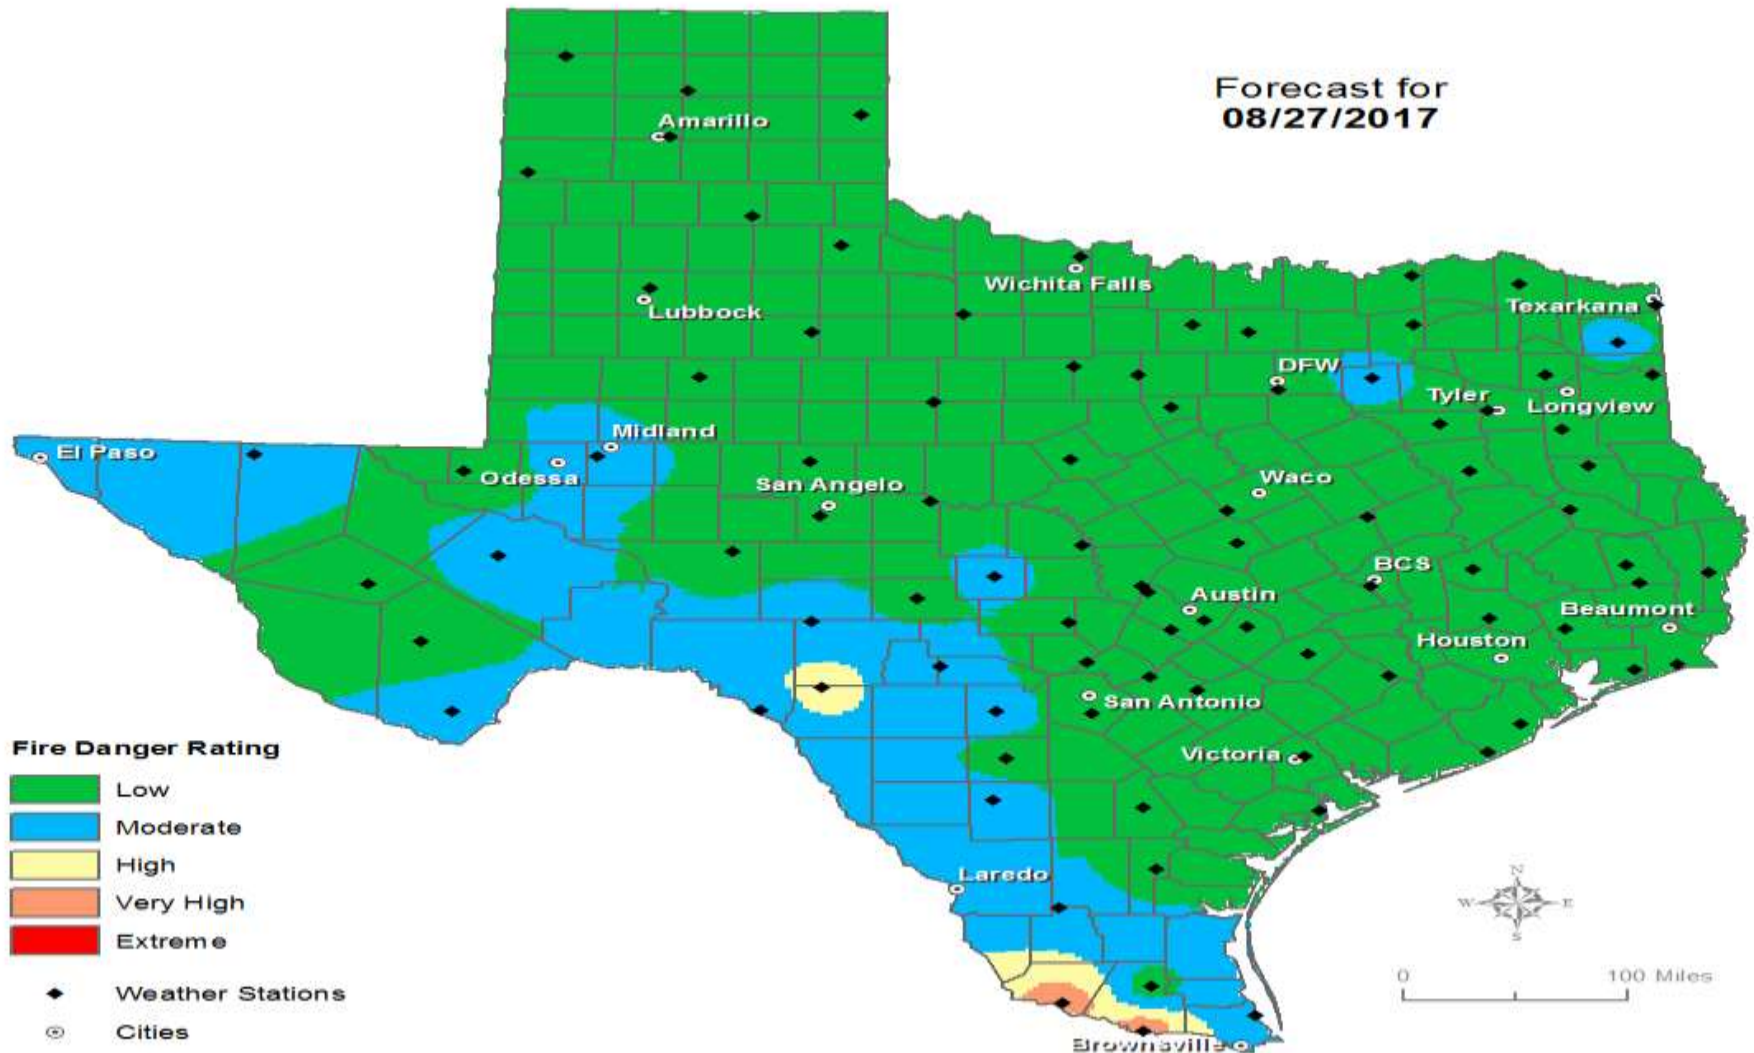 Forecast for
08/27/2017
Amarillo
Wichita Falls
Lubbock
Texarkana
DFW
Tyler
Longview
Midland
El Paso
Odessa
San Angelo
Waco
BCS
Austin
Beaumont
Houston
San Antonio
Victoria
Laredo
Brownsville
Fire Danger Rating
Low
Moderate
High
Very High
Extreme
Weather Stations
Cities
N
W E
S
0 100 Miles